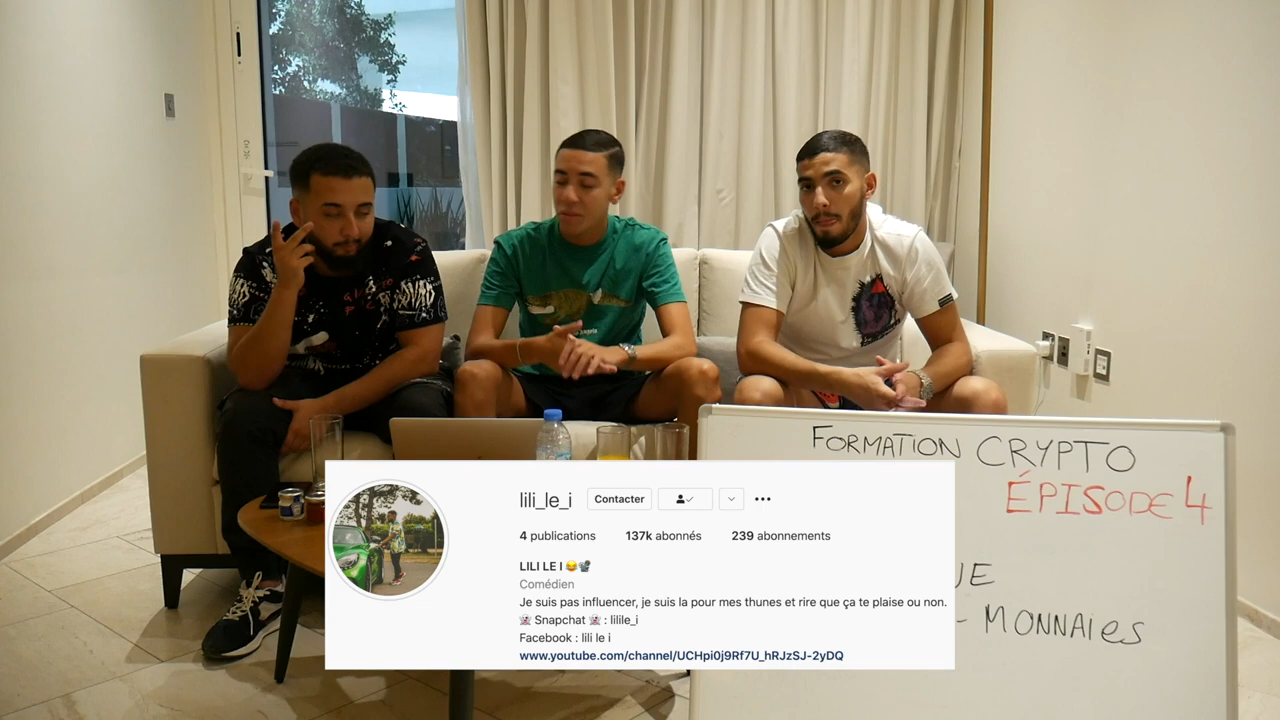 FORMATION CRYPTO
ÉPISODE 4
UE
- MONNAIES
lili_le_i
Contacter
4 publications 137k abonnés 239 abonnements
LILI LE I 😂📽
Comédien
Je suis pas influencer, je suis la pour mes thunes et rire que ça te plaise ou non.
Snapchat : lilile_i
Facebook : lili le i
www.youtube.com/channel/UCHpi0j9Rf7U_hRJzSJ-2yDQ